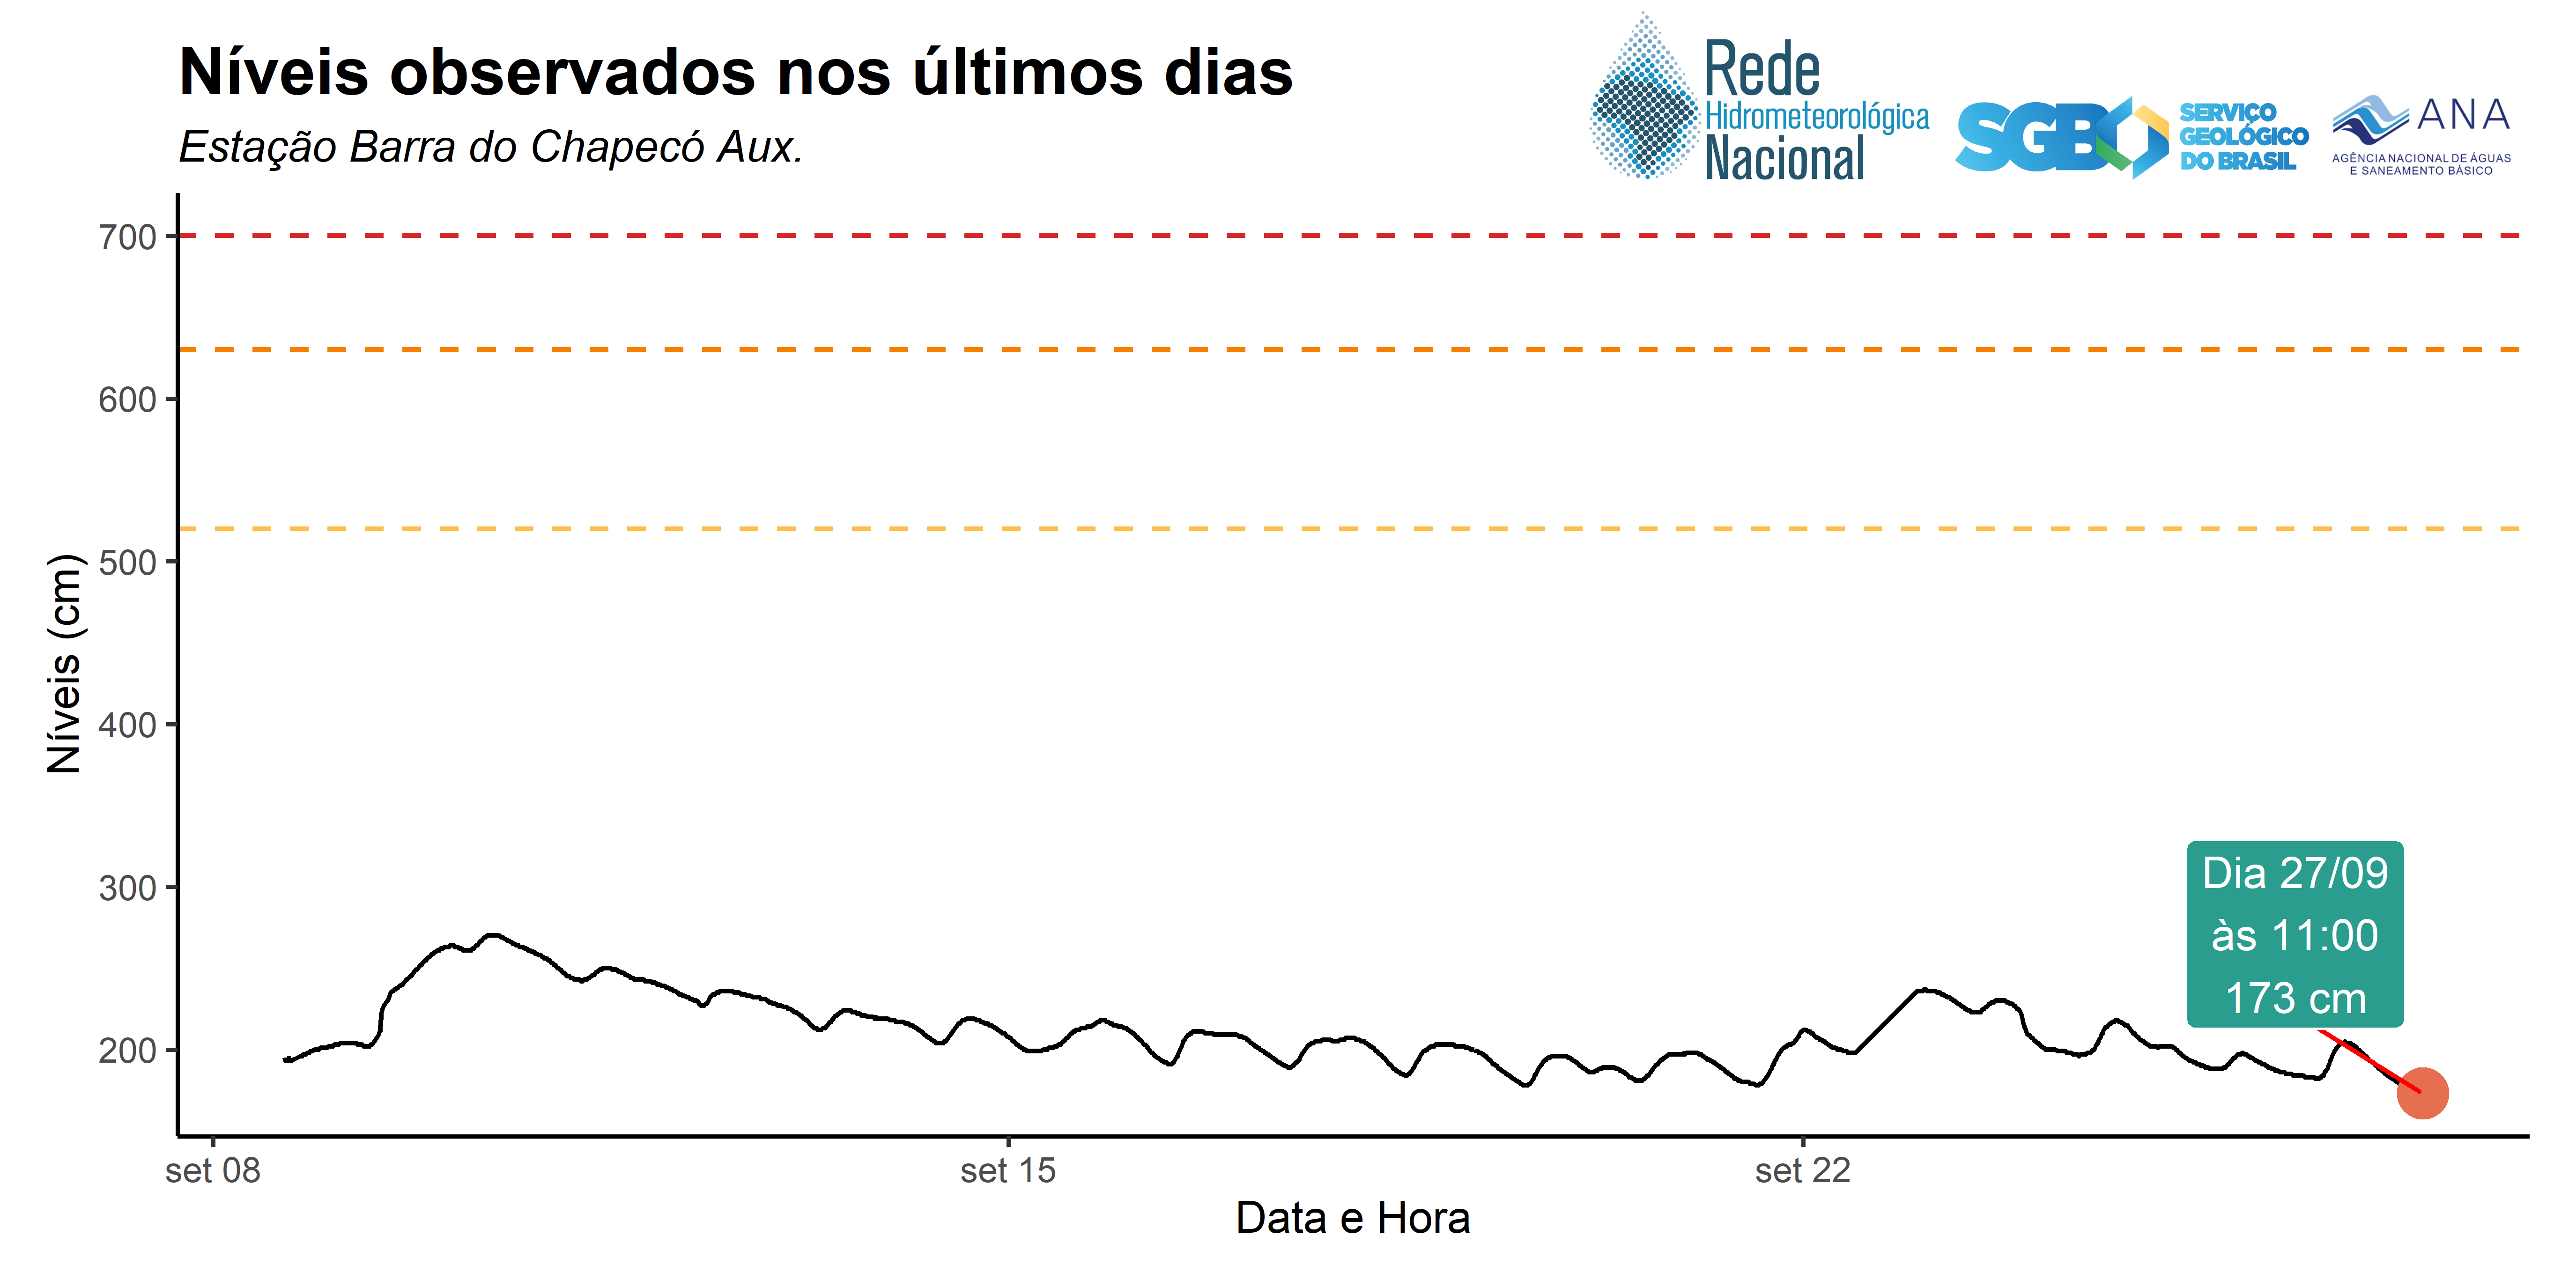 Níveis observados nos últimos dias
Estação Barra do Chapecó Aux.
Rede
Hidrometeorológica
Nacional
SGB
SERVIÇO
GEOLÓGICO
DO BRASIL
ANA
AGÊNCIA NACIONAL DE ÁGUAS
E SANEAMENTO BÁSICO
Níveis (cm)
700
600
500
400
300
200
Dia 27/09
às 11:00
173 cm
set 08
set 15
set 22
Data e Hora